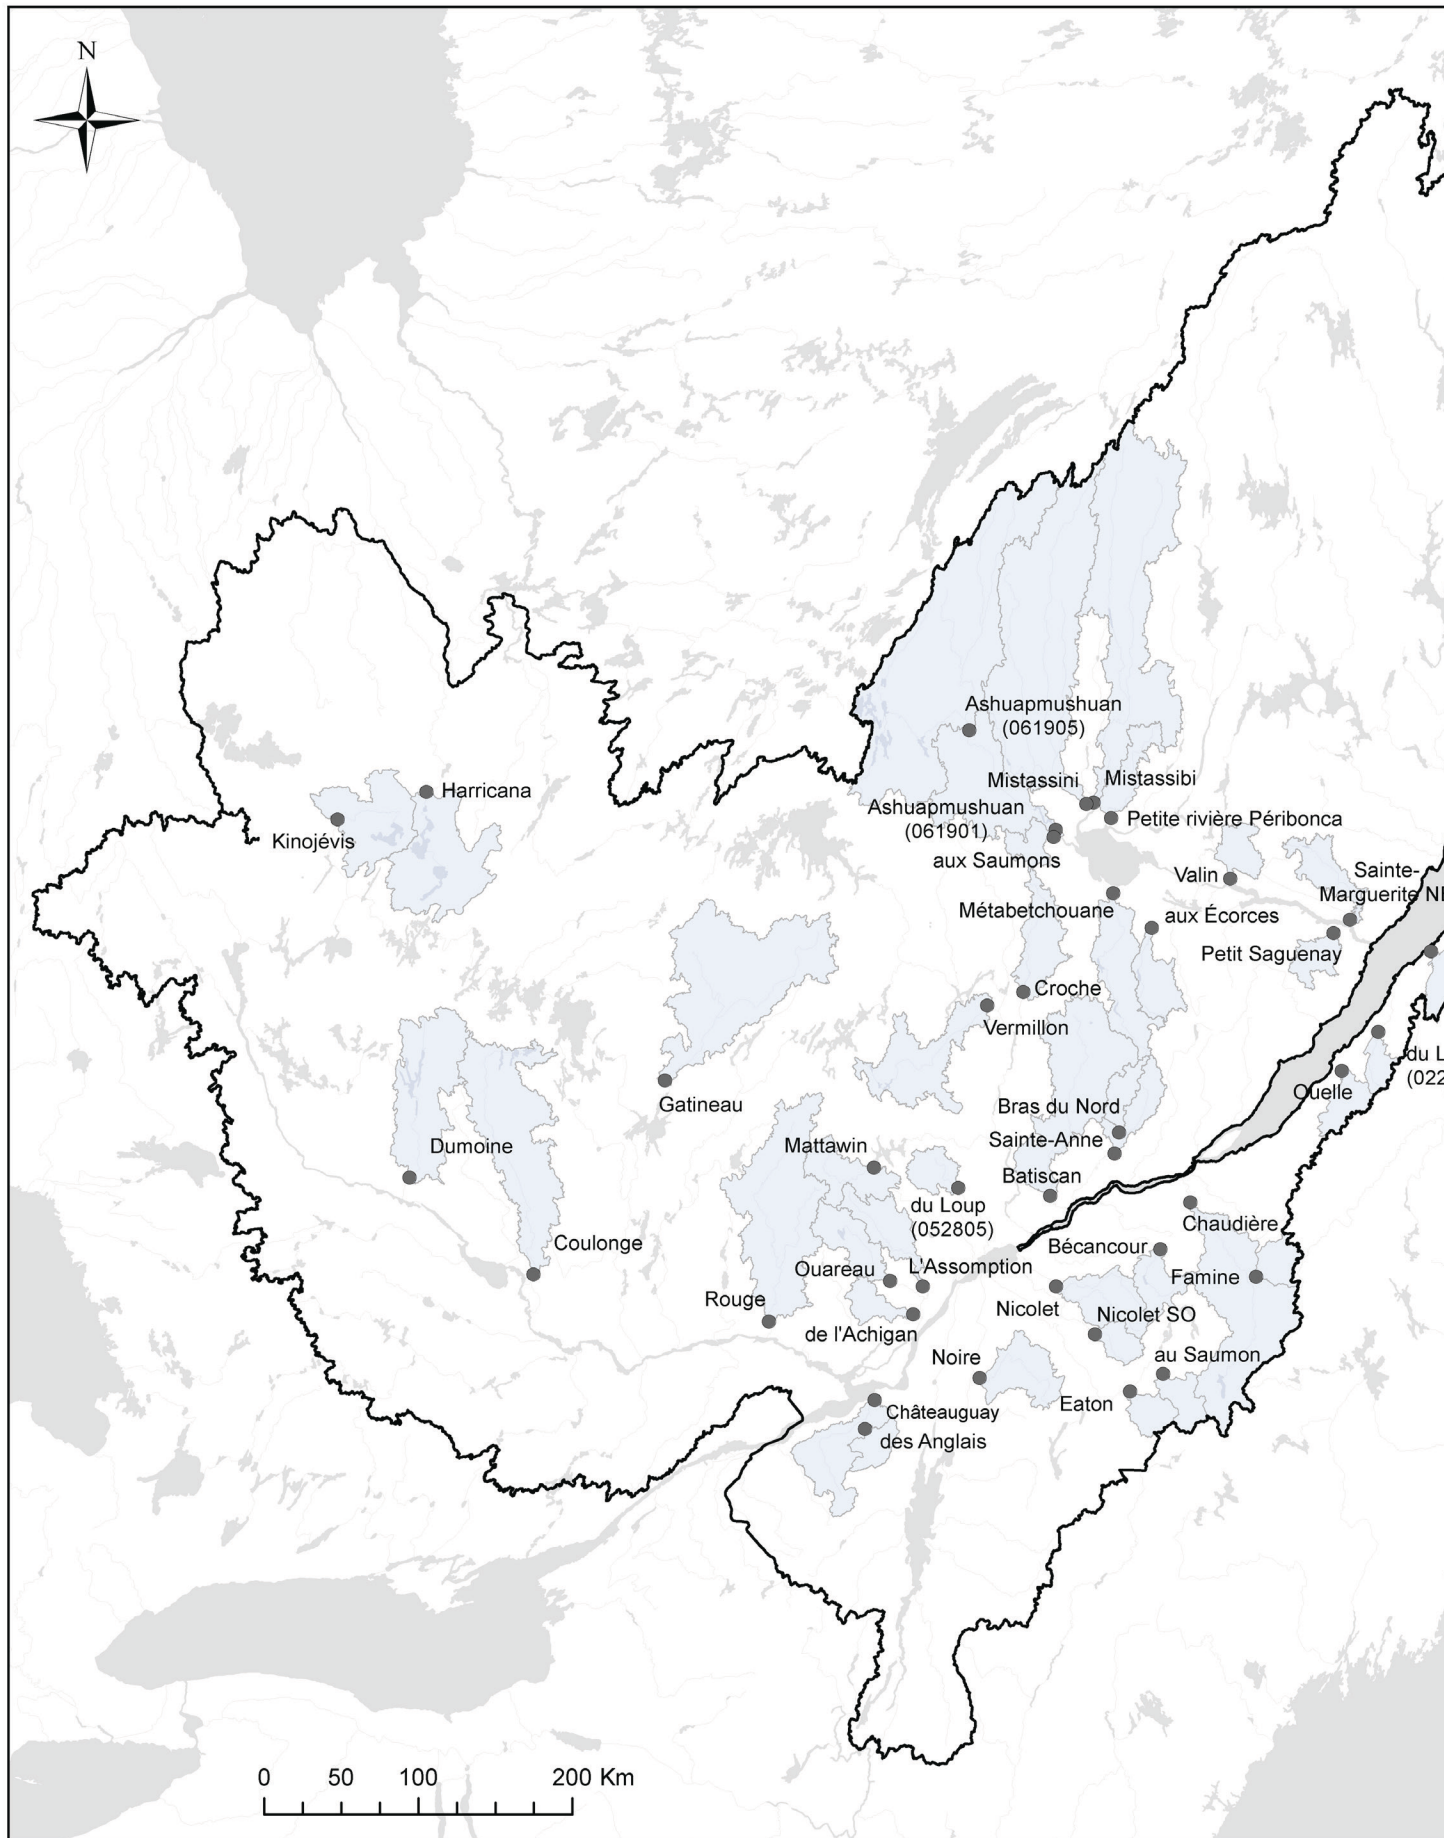 N
Ashuapmushuan
(061905)
Mistassini
Mistassibi
Harricana
Ashuapmushuan
(061901)
Petite rivière Péribonca
Kinojévis
aux Saumons
Valin
Sainte-
Marguerite NE
Métabetchouane
aux Écorces
Petit Saguenay
Croche
Vermillon
du L
(022
Ouelle
Gatineau
Bras du Nord
Dumoine
Mattawin
Sainte-Anne
Batiscan
du Loup
(052805)
Chaudière
Coulonge
Bécancour
Ouareau
L'Assomption
Famine
Rouge
Nicolet
Nicolet SO
de l'Achigan
Noire
au Saumon
Eaton
Châteauguay
des Anglais
0 50 100 200 Km